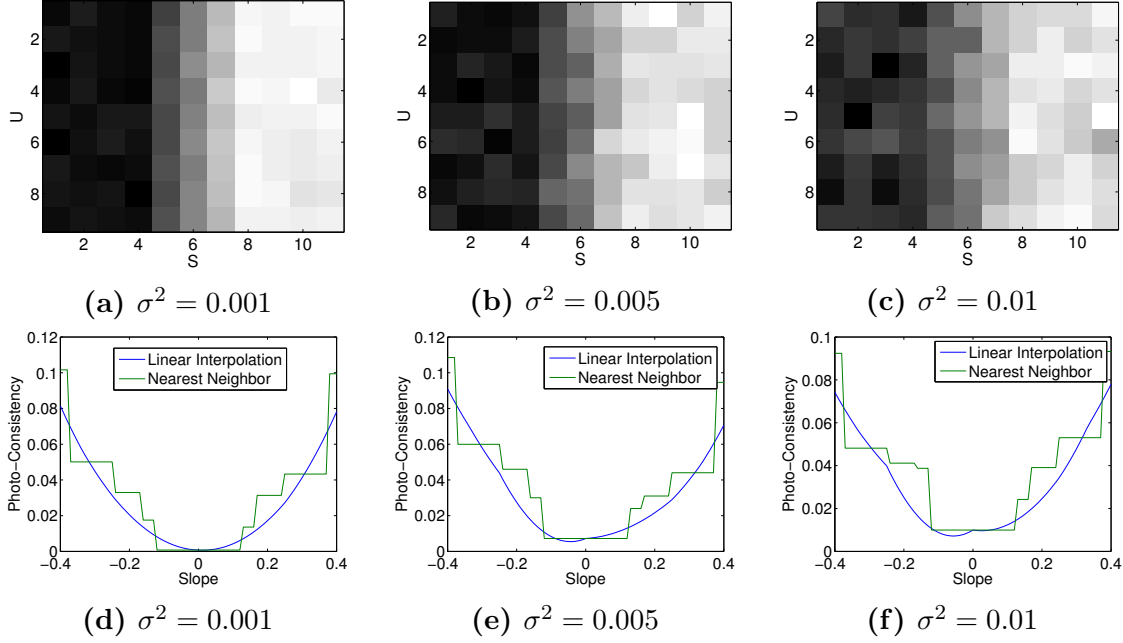 2
4
6
8
U
2 4 6 8 10
S
(a) σ² = 0.001
2
4
6
8
U
2 4 6 8 10
S
(b) σ² = 0.005
2
4
6
8
U
2 4 6 8 10
S
(c) σ² = 0.01
0.12
0.1
0.08
0.06
0.04
0.02
0
Photo−Consistency
Linear Interpolation
Nearest Neighbor
−0.4 −0.2 0 0.2 0.4
Slope
(d) σ² = 0.001
0.12
0.1
0.08
0.06
0.04
0.02
0
Photo−Consistency
Linear Interpolation
Nearest Neighbor
−0.4 −0.2 0 0.2 0.4
Slope
(e) σ² = 0.005
0.1
0.08
0.06
0.04
0.02
0
Photo−Consistency
Linear Interpolation
Nearest Neighbor
−0.4 −0.2 0 0.2 0.4
Slope
(f) σ² = 0.01